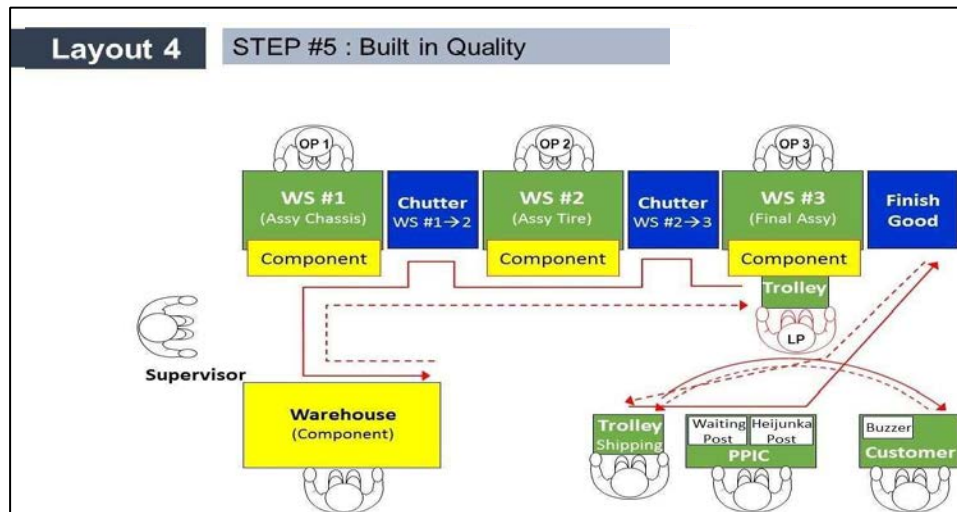 Layout 4
STEP #5 : Built in Quality
OP 1
OP 2
OP 3
WS #1
(Assy Chassis)
Chutter
WS #1→2
WS #2
(Assy Tire)
Chutter
WS #2→3
WS #3
(Final Assy)
Finish
Good
Component
Component
Component
Trolley
LP
Supervisor
Warehouse
(Component)
Trolley
Shipping
Waiting
Post
Heijunka
Post
PPIC
Buzzer
Customer